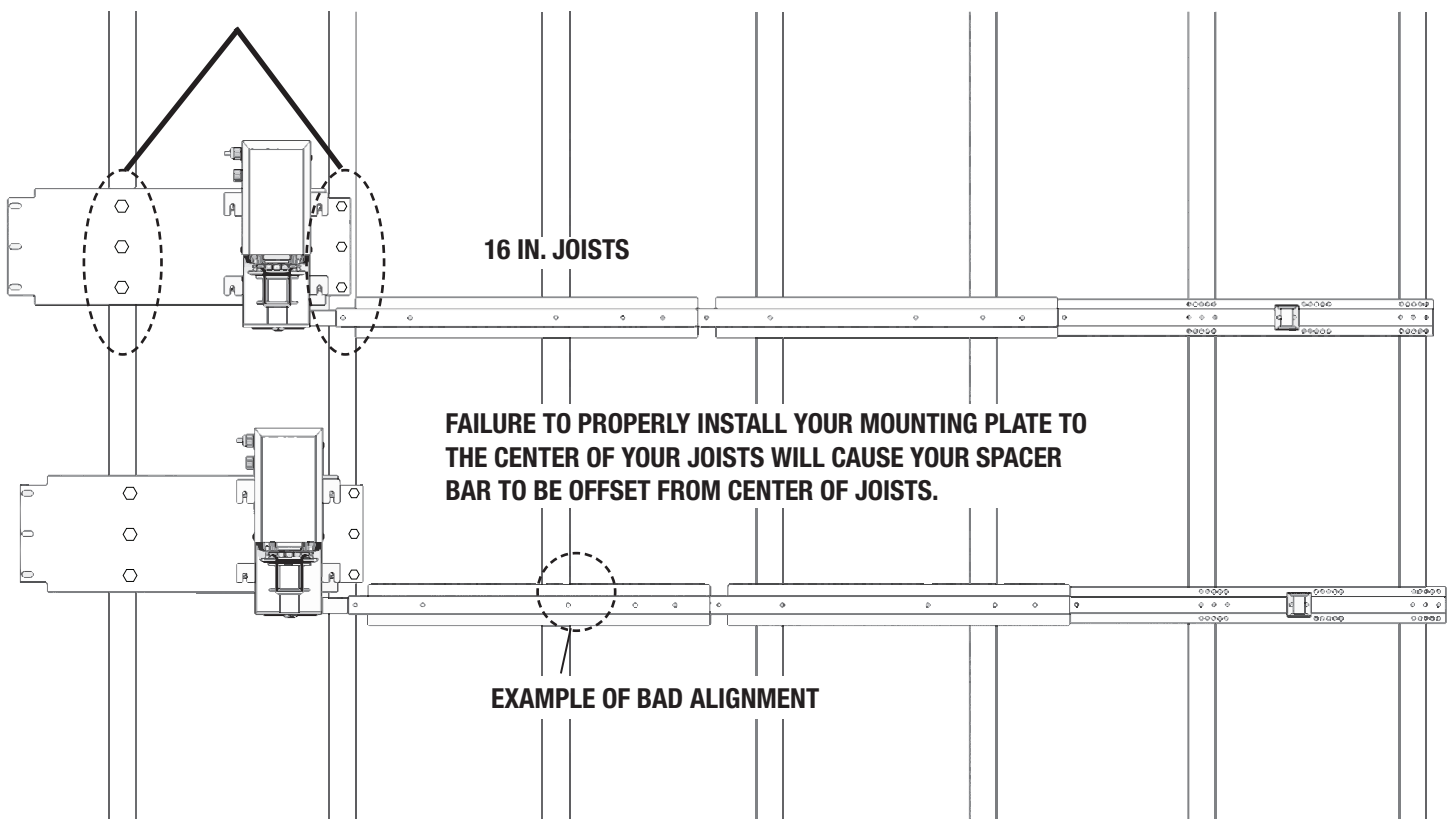 16 IN. JOISTS
FAILURE TO PROPERLY INSTALL YOUR MOUNTING PLATE TO
THE CENTER OF YOUR JOISTS WILL CAUSE YOUR SPACER
BAR TO BE OFFSET FROM CENTER OF JOISTS.
EXAMPLE OF BAD ALIGNMENT